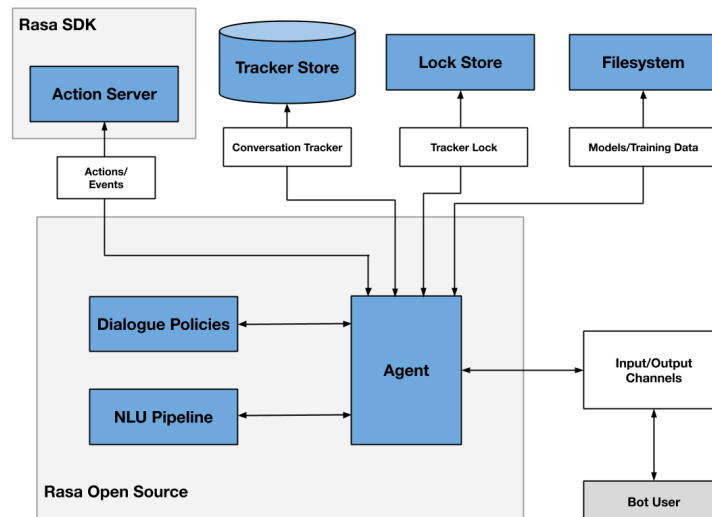 Rasa SDK
Action Server
Tracker Store
Lock Store
Filesystem
Actions/
Events
Conversation Tracker
Tracker Lock
Models/Training Data
Dialogue Policies
NLU Pipeline
Agent
Input/Output
Channels
Rasa Open Source
Bot User